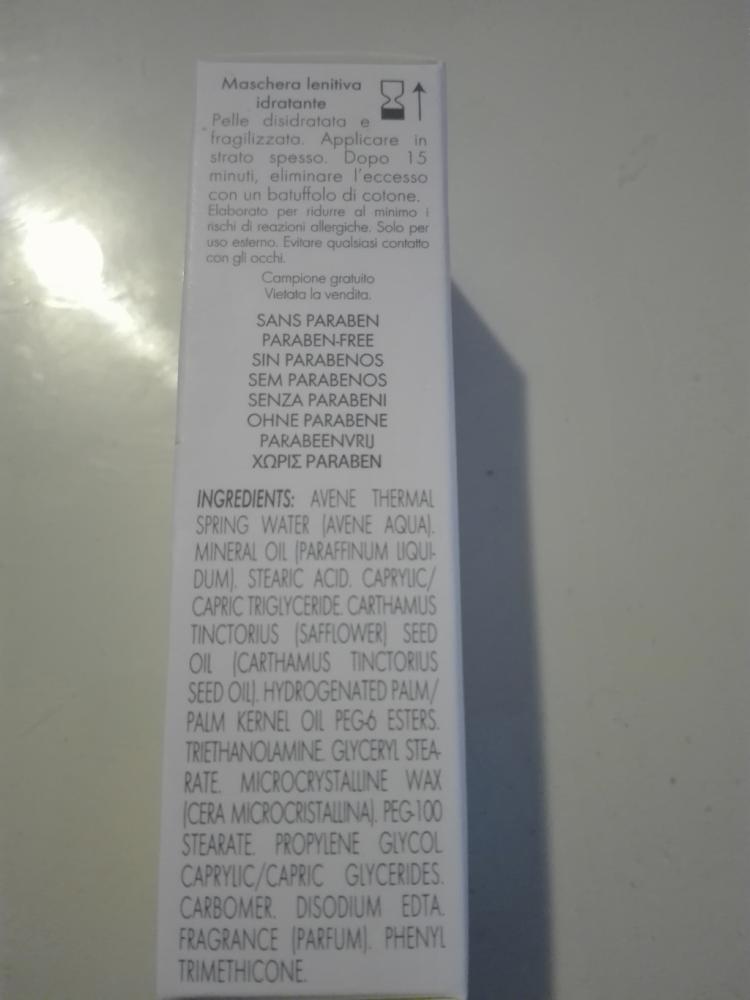 Maschera lenitiva
idratante
Pelle disidratata e
fragilizzata. Applicare in
strato spesso. Dopo 15
minuti, eliminare l'eccesso
con un batuffolo di cotone.
Elaborato per ridurre al minimo i
rischi di reazioni allergiche. Solo per
uso esterno. Evitare qualsiasi contatto
con gli occhi.
Campione gratuito
Vietata la vendita.
SANS PARABEN
PARABEN-FREE
SIN PARABENOS
SEM PARABENOS
SENZA PARABENI
OHNE PARABENE
PARABEENVRIJ
ΧΩΡΙΣ PARABEN
INGREDIENTS: AVENE THERMAL
SPRING WATER (AVENE AQUA).
MINERAL OIL (PARAFFINUM LIQUI-
DUM). STEARIC ACID. CAPRYLIC/
CAPRIC TRIGLYCERIDE. CARTHAMUS
TINCTORIUS (SAFFLOWER) SEED
OIL (CARTHAMUS TINCTORIUS
SEED OIL). HYDROGENATED PALM/
PALM KERNEL OIL PEG-6 ESTERS.
TRIETHANOLAMINE. GLYCERYL STEA-
RATE. MICROCRYSTALLINE WAX
(CERA MICROCRISTALLINA). PEG-100
STEARATE. PROPYLENE GLYCOL
CAPRYLIC/CAPRIC GLYCERIDES.
CARBOMER. DISODIUM EDTA.
FRAGRANCE (PARFUM). PHENYL
TRIMETHICONE.